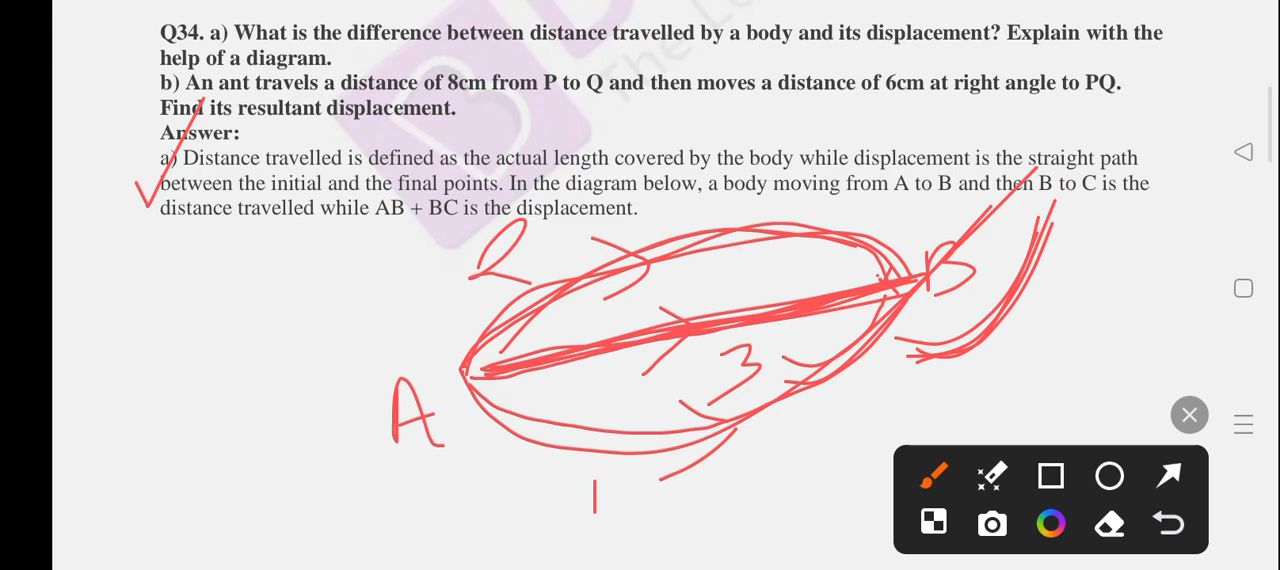 Q34. a) What is the difference between distance travelled by a body and its displacement? Explain with the
help of a diagram.
b) An ant travels a distance of 8cm from P to Q and then moves a distance of 6cm at right angle to PQ.
Find its resultant displacement.
Answer:
a) Distance travelled is defined as the actual length covered by the body while displacement is the straight path
between the initial and the final points. In the diagram below, a body moving from A to B and then B to C is the
distance travelled while AB + BC is the displacement.
2
B
3
A
1